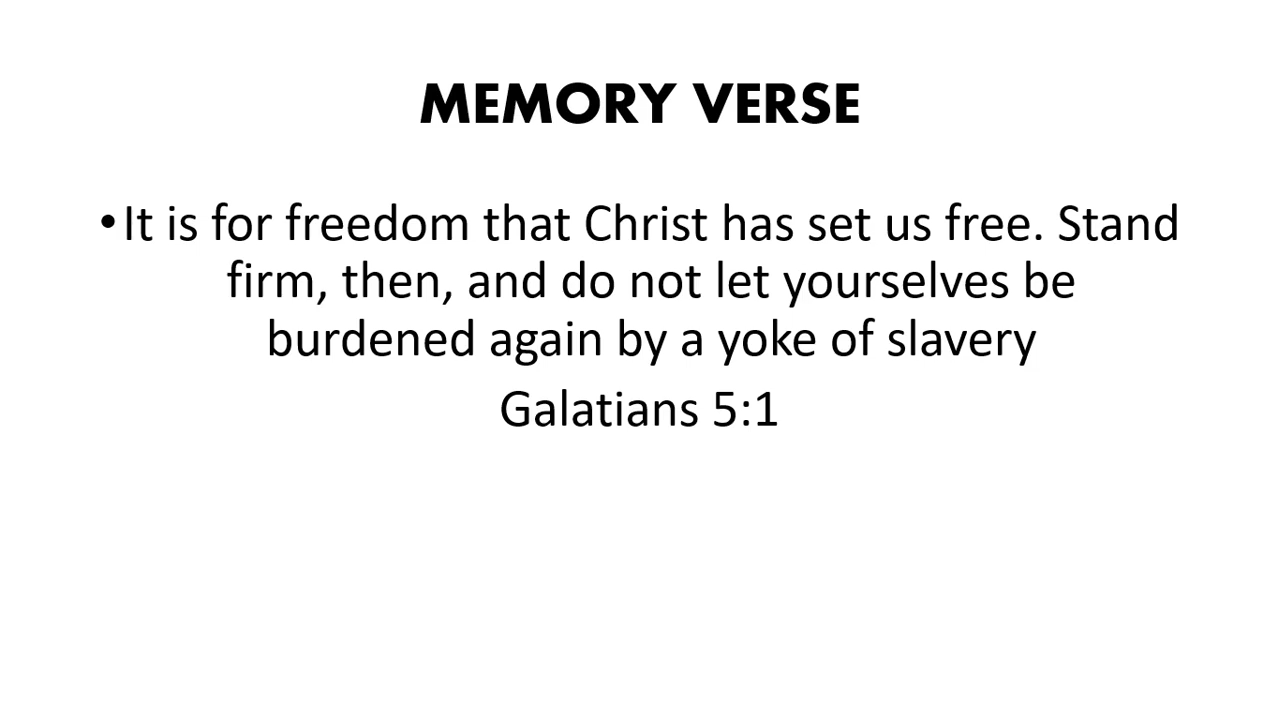 MEMORY VERSE
•It is for freedom that Christ has set us free. Stand
firm, then, and do not let yourselves be
burdened again by a yoke of slavery
Galatians 5:1